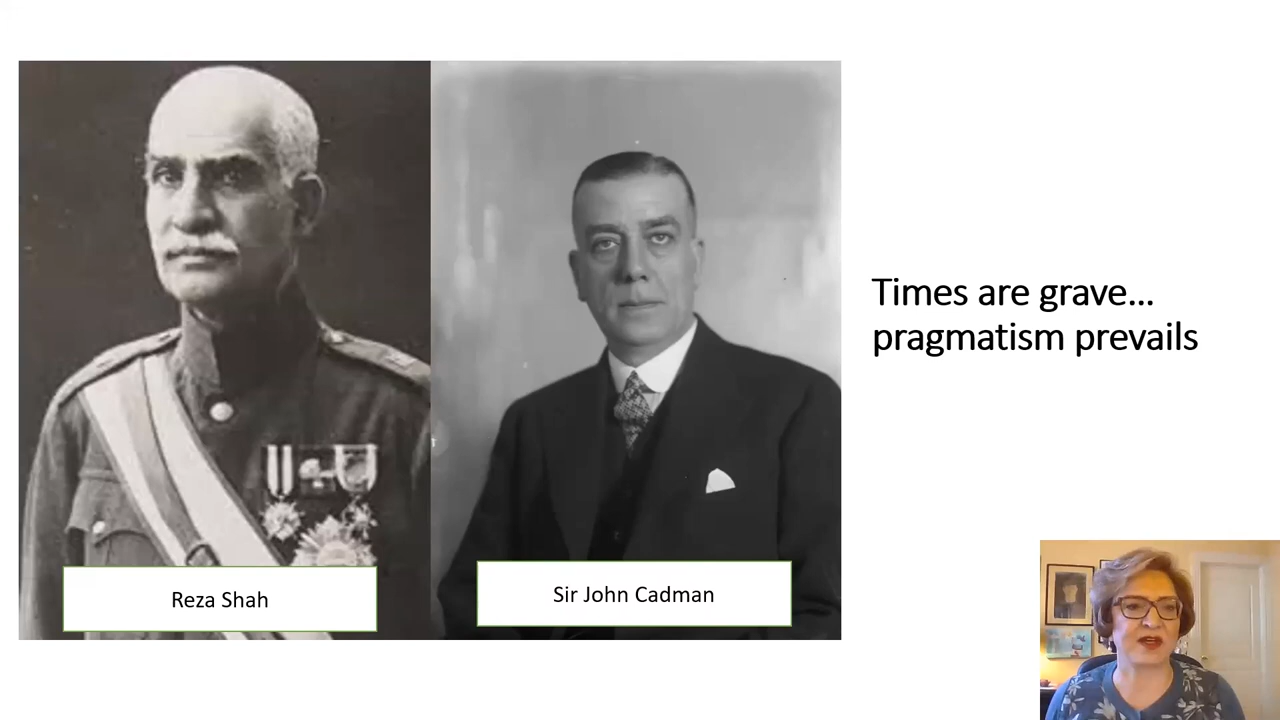 Times are grave...
pragmatism prevails
Reza Shah
Sir John Cadman